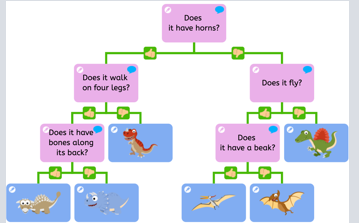 Does
it have horns?
Does it walk
on four legs?
Does it fly?
Does it have
bones along
its back?
Does
it have a beak?